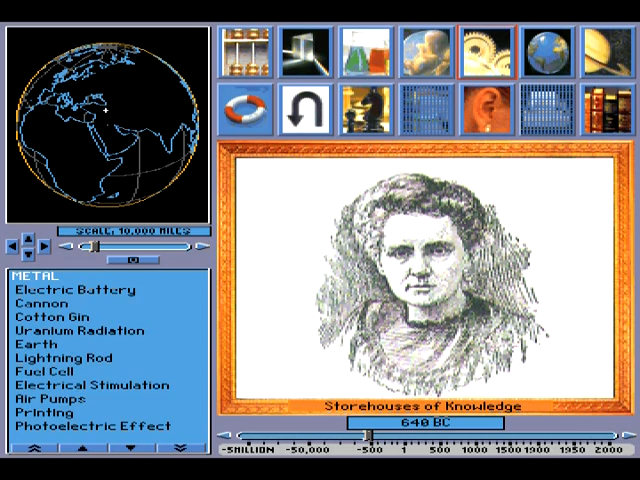 SCALE, 10,000 MILES
METAL
Electric Battery
Cannon
Cotton Gin
Uranium Radiation
Earth
Lightning Rod
Fuel Cell
Electrical Stimulation
Air Pumps
Printing
Photoelectric Effect
Storehouses of Knowledge
640 BC
-5MILLION -50,000 -500 1 500 1000 1500 1900 1950 2000